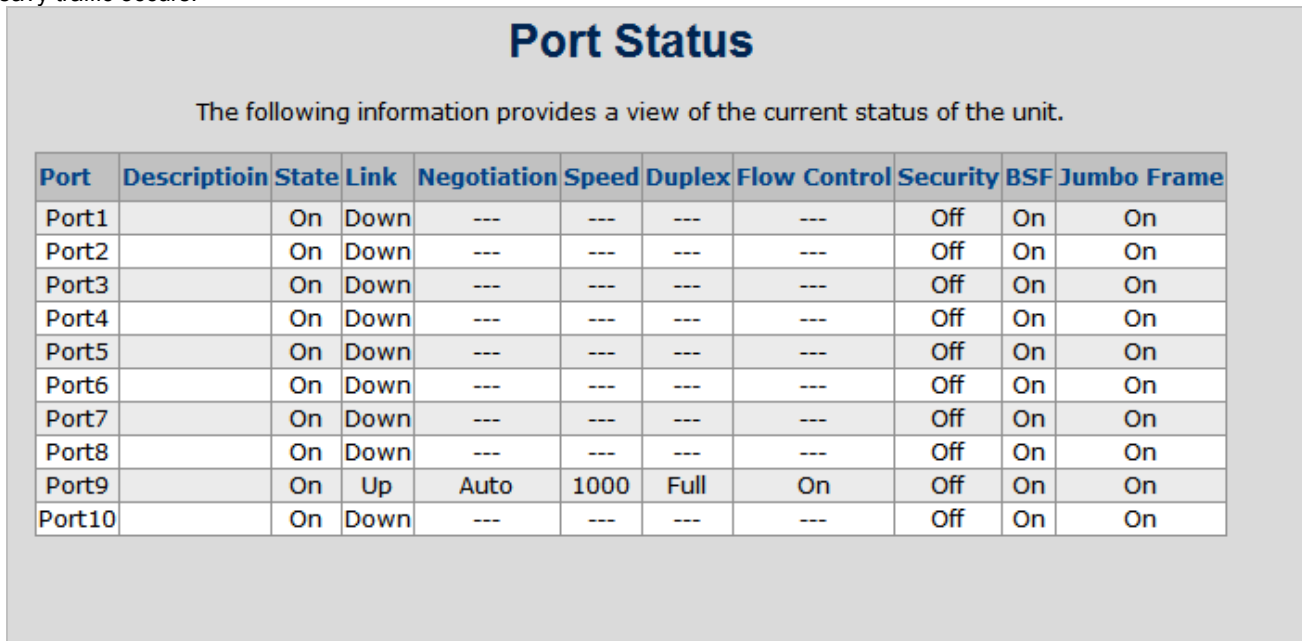 traffic occurs.
Port Status
The following information provides a view of the current status of the unit.
Port Descriptioin State Link Negotiation Speed Duplex Flow Control Security BSF Jumbo Frame
Port1 On Down --- --- --- --- Off On On
Port2 On Down --- --- --- --- Off On On
Port3 On Down --- --- --- --- Off On On
Port4 On Down --- --- --- --- Off On On
Port5 On Down --- --- --- --- Off On On
Port6 On Down --- --- --- --- Off On On
Port7 On Down --- --- --- --- Off On On
Port8 On Down --- --- --- --- Off On On
Port9 On Up Auto 1000 Full On Off On On
Port10 On Down --- --- --- --- Off On On